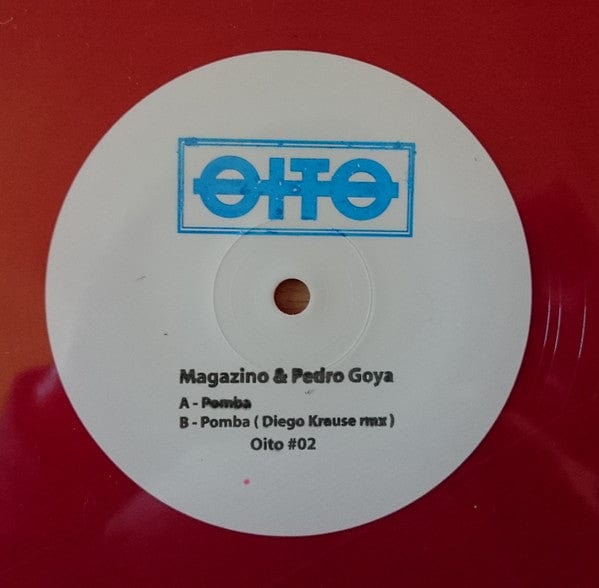 OITO
Magazino & Pedro Goya
A - Pomba
B - Pomba ( Diego Krause rmx )
Oito #02